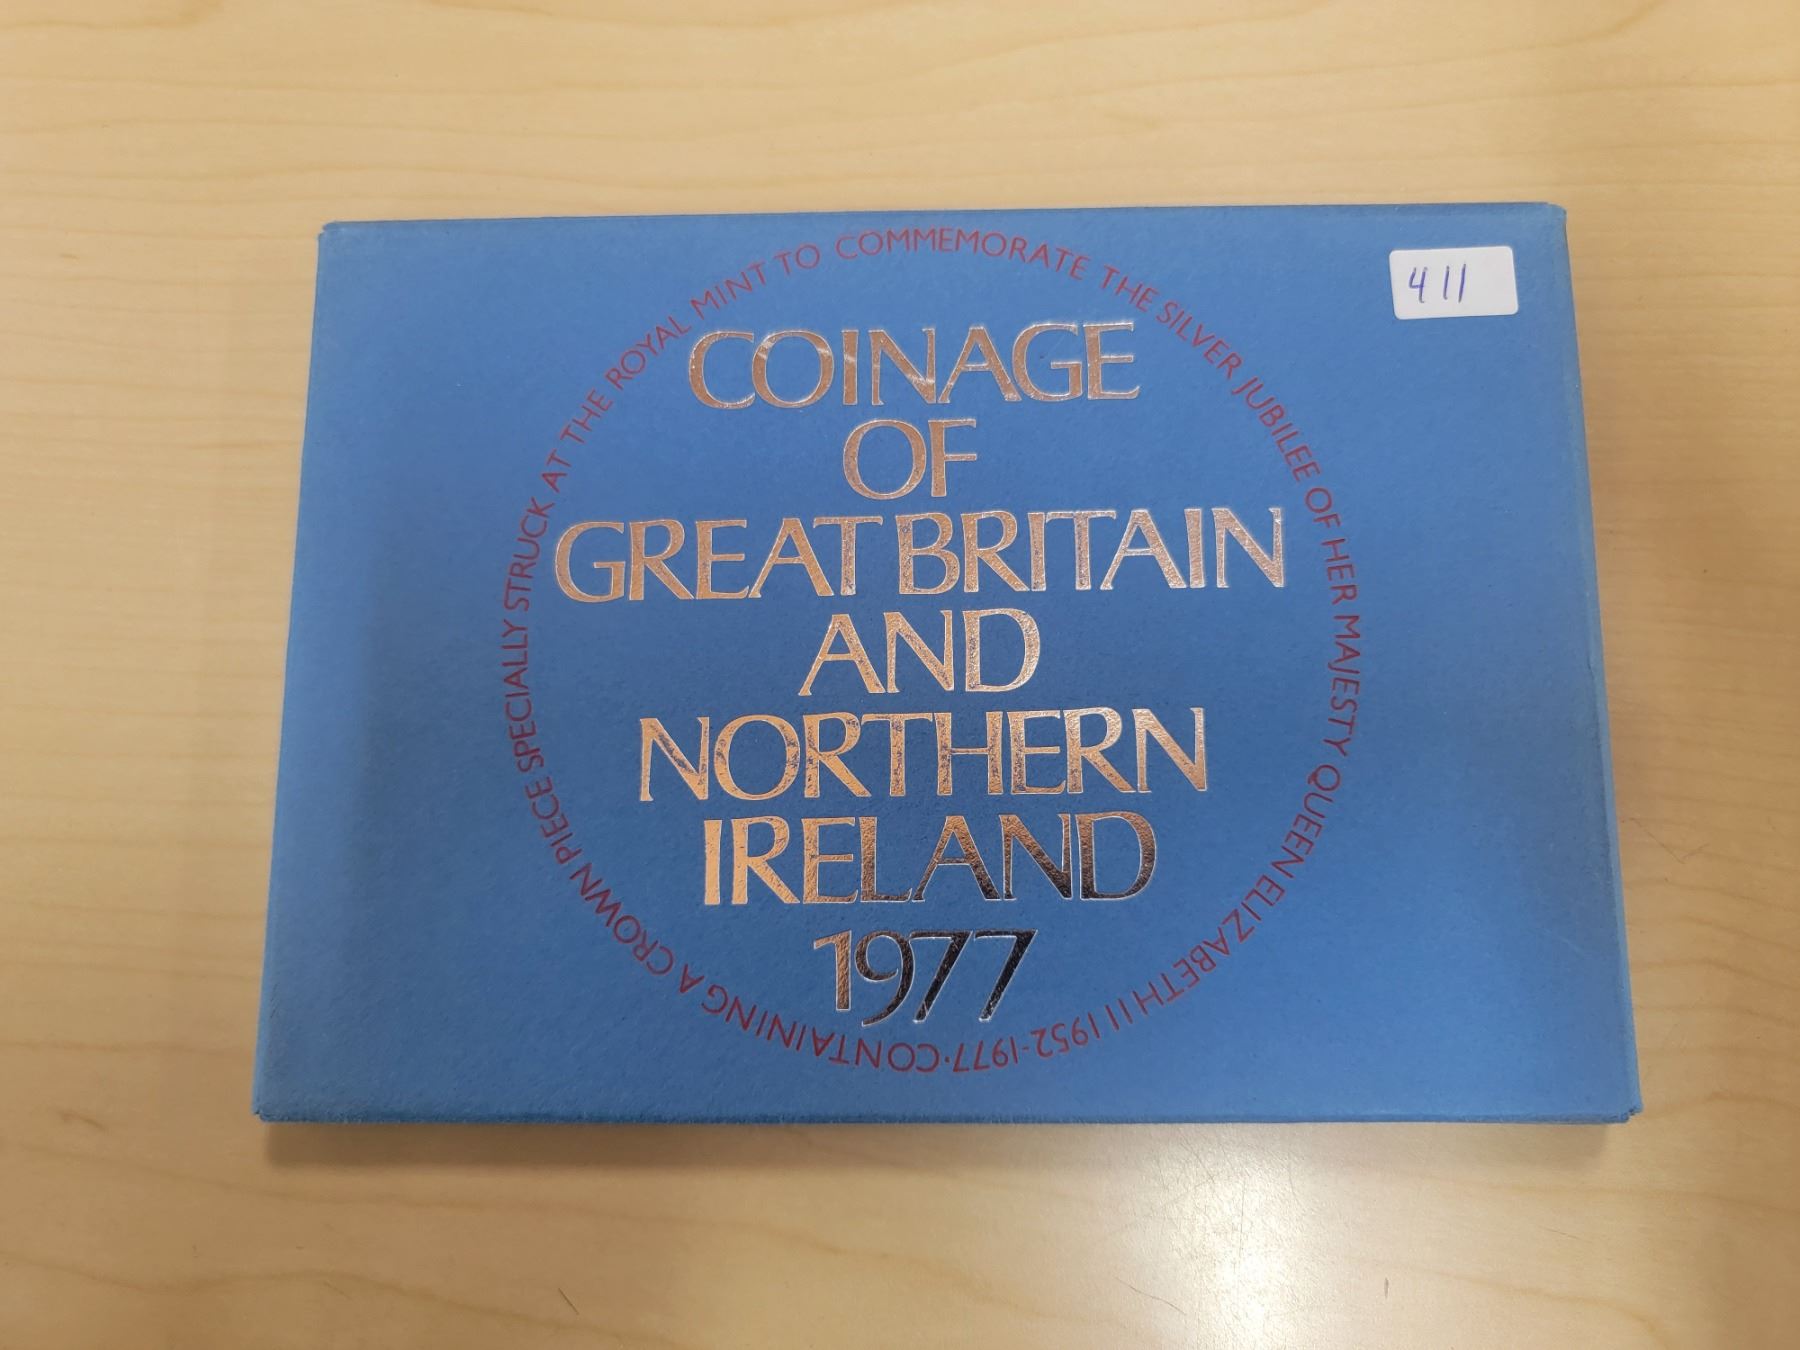 411
COINAGE
OF
GREAT BRITAIN
AND
NORTHERN
IRELAND
1977
CONTAINING A CROWN PIECE SPECIALLY STRUCK AT THE ROYAL MINT TO COMMEMORATE THE SILVER JUBILEE OF HER MAJESTY QUEEN ELIZABETH II 1952-1977·